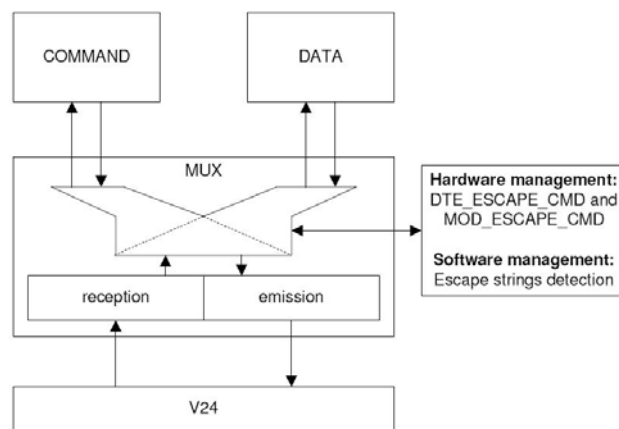 COMMAND
DATA
MUX
Hardware management:
DTE_ESCAPE_CMD and
MOD_ESCAPE_CMD
Software management:
Escape strings detection
reception
emission
V24